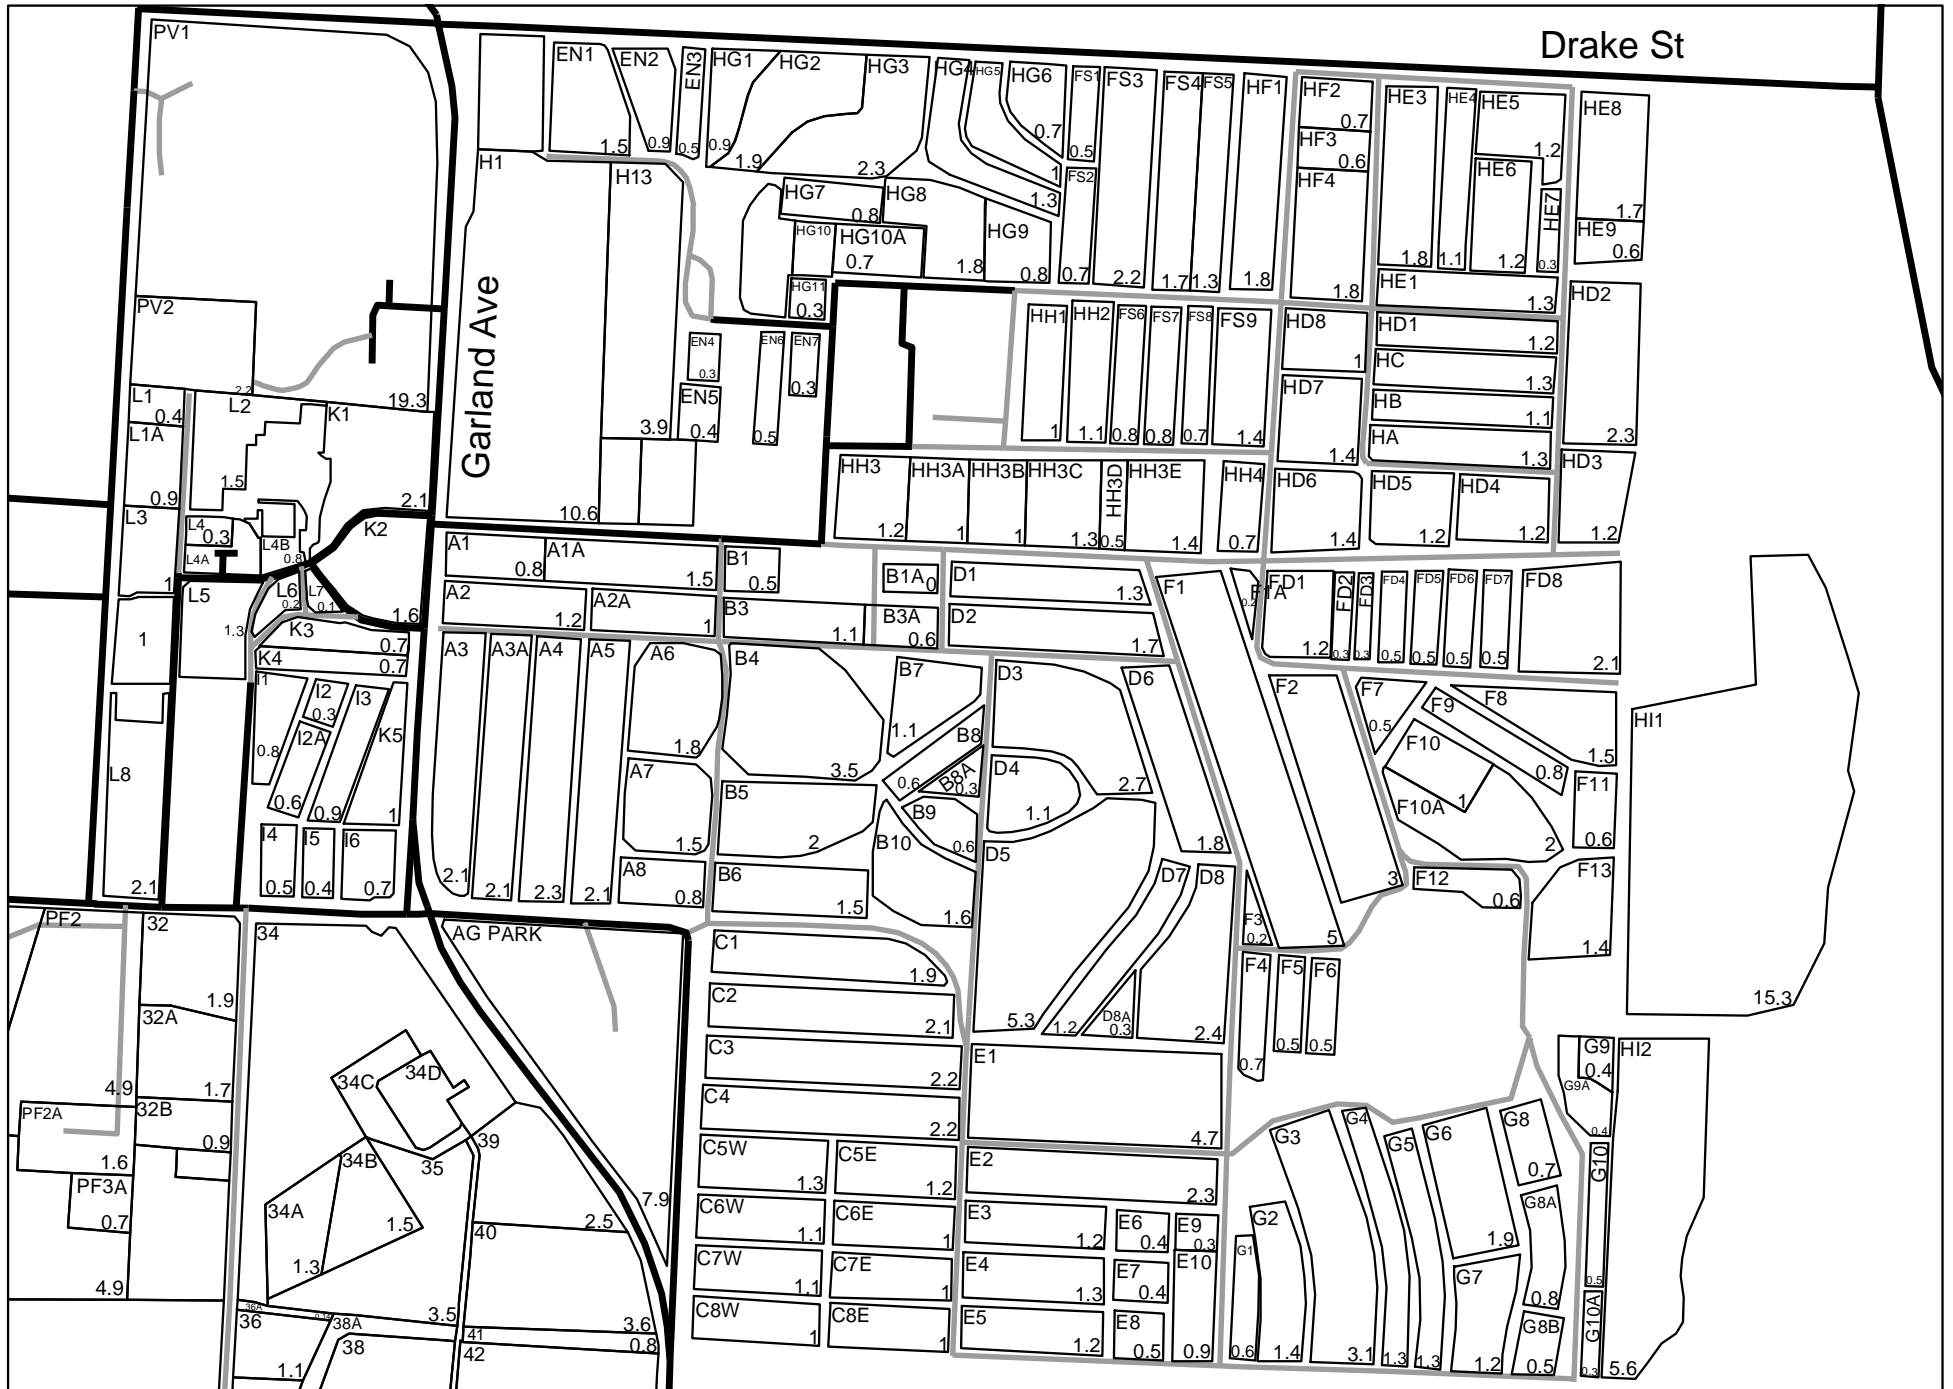 Drake St
Garland Ave
PV1
19.3
PV2
2.2
H1
10.6
H13
3.9
EN1
1.5
EN2
0.9
EN3
0.5
HG1
0.9
HG2
1.9
HG3
2.3
HG4
1.3
HG5
1
HG6
0.7
FS1
0.5
FS2
0.7
FS3
2.2
FS4
1.7
FS5
1.3
HF1
1.8
HF2
0.7
HF3
0.6
HF4
1.8
HE3
1.8
HE4
1.1
HE5
1.2
HE6
1.2
HE7
0.3
HE8
1.7
HE9
0.6
HE1
1.3
HG7
0.8
HG8
1.8
HG9
0.8
HG10
HG10A
0.7
HG11
0.3
EN4
0.3
EN5
0.4
EN6
0.5
EN7
0.3
HH1
1
HH2
1.1
FS6
0.8
FS7
0.8
FS8
0.7
FS9
1.4
HD8
1
HD7
1.4
HD1
1.2
HC
1.3
HB
1.1
HA
1.3
HD2
2.3
HD3
1.2
HH3
1.2
HH3A
1
HH3B
1
HH3C
1.3
HH3D
0.5
HH3E
1.4
HH4
0.7
HD6
1.4
HD5
1.2
HD4
1.2
L1
0.4
L1A
0.9
L2
1.5
K1
2.1
L3
1
L4
0.3
L4A
L4B
0.8
K2
1.6
L5
1.3
L6
0.2
L7
0.1
K3
0.7
K4
0.7
1
I1
0.8
I2
0.3
I2A
0.6
I3
0.9
K5
1
L8
2.1
I4
0.5
I5
0.4
I6
0.7
A1
0.8
A1A
1.5
A2
1.2
A2A
1
A3
2.1
A3A
2.1
A4
2.3
A5
2.1
A6
1.8
A7
1.5
A8
0.8
B1
0.5
B1A
0
B3
1.1
B3A
0.6
B4
3.5
B5
2
B6
1.5
B7
1.1
B8
0.6
B8A
0.3
B9
0.6
B10
1.6
D1
1.3
D2
1.7
D3
2.7
D4
1.1
D5
5.3
D6
1.8
D7
1.2
D8
2.4
D8A
0.3
F1
5
F1A
0.2
FD1
1.2
FD2
0.3
FD3
0.3
FD4
0.5
FD5
0.5
FD6
0.5
FD7
0.5
FD8
2.1
F2
3
F3
0.2
F4
0.7
F5
0.5
F6
0.5
F7
0.5
F8
1.5
F9
0.8
F10
1
F10A
2
F11
0.6
F12
0.6
F13
1.4
HI1
15.3
HI2
5.6
PF2
4.9
PF2A
1.6
PF3A
0.7
4.9
32
1.9
32A
1.7
32B
0.9
34
34A
1.3
34B
1.5
34C
34D
35
3.5
36A
36
1.1
38A
38
39
2.5
40
3.6
41
0.8
42
AG PARK
7.9
C1
1.9
C2
2.1
C3
2.2
C4
2.2
C5W
1.3
C5E
1.2
C6W
1.1
C6E
1
C7W
1.1
C7E
1
C8W
1
C8E
1
E1
4.7
E2
2.3
E3
1.2
E4
1.3
E5
1.2
E6
0.4
E7
0.4
E8
0.5
E9
0.3
E10
0.9
G1
0.6
G2
1.4
G3
3.1
G4
1.3
G5
1.3
G6
1.9
G7
1.2
G8
0.7
G8A
0.8
G8B
0.5
G9
0.4
G9A
0.4
G10
0.5
G10A
0.3